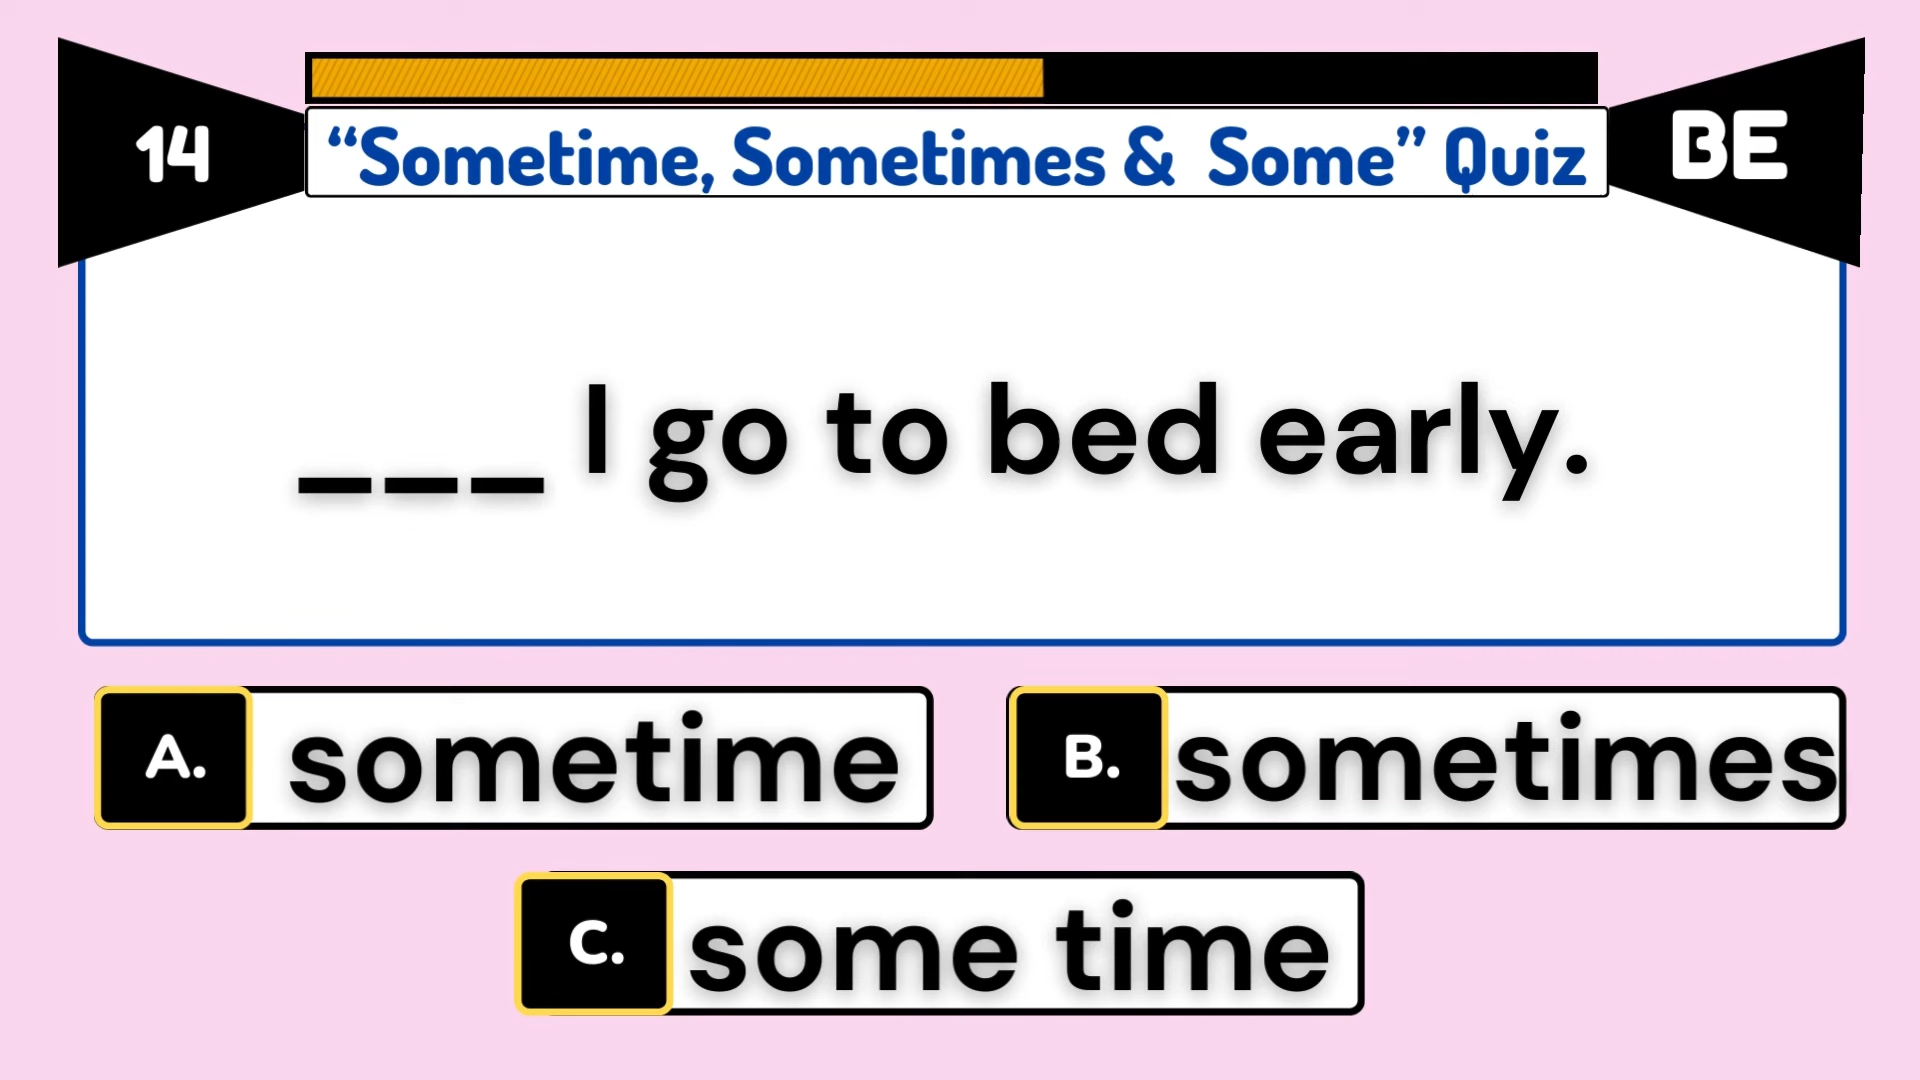 14
“Sometime, Sometimes & Some” Quiz
BE
___ I go to bed early.
A. sometime
B. sometimes
C. some time